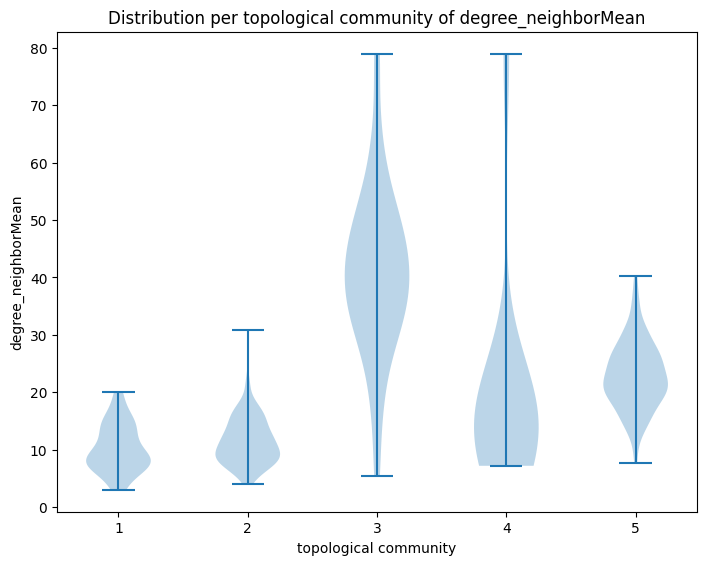 Distribution per topological community of degree_neighborMean
80
70
60
50
40
30
20
10
0
degree_neighborMean
1 2 3 4 5
topological community